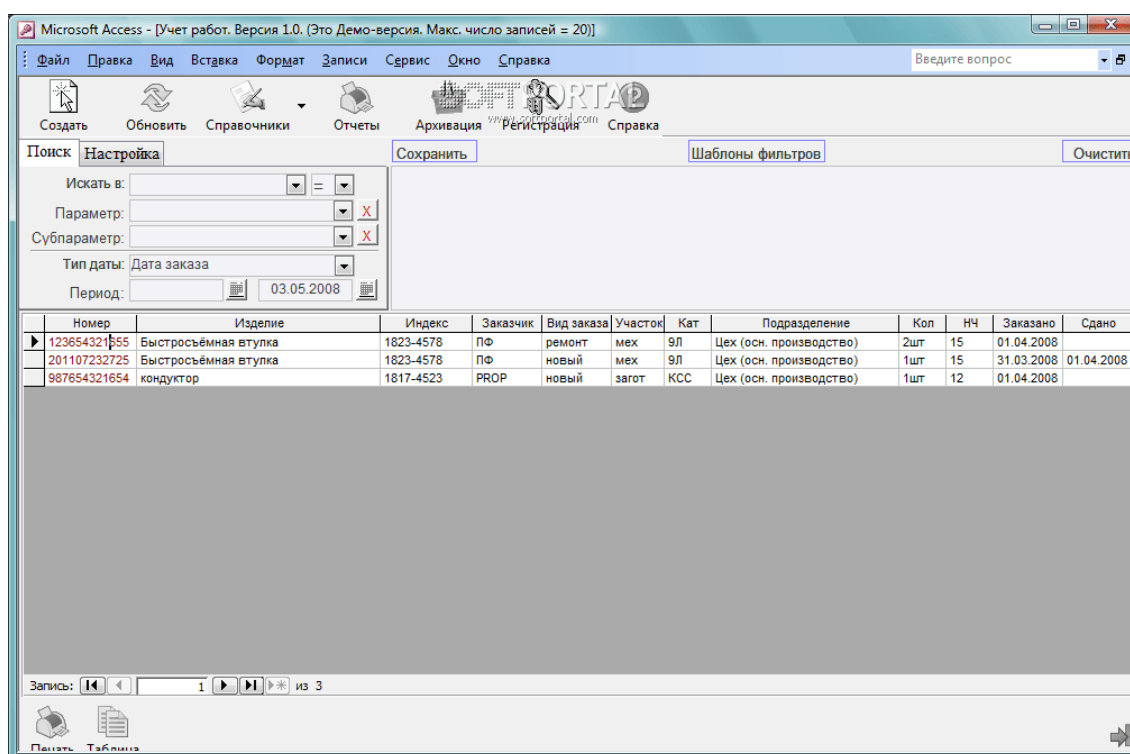 Microsoft Access - [Учет работ. Версия 1.0. (Это Демо-версия. Макс. число записей = 20)]
Файл Правка Вид Вставка Формат Записи Сервис Окно Справка Введите вопрос
SOFTPORTAL
www.softportal.com
Создать Обновить Справочники Отчеты Архивация Регистрация Справка
Поиск Настройка Сохранить Шаблоны фильтров Очистить
Искать в: =
Параметр: X
Субпараметр: X
Тип даты: Дата заказа
Период: 03.05.2008
Номер Изделие Индекс Заказчик Вид заказа Участок Кат Подразделение Кол НЧ Заказано Сдано
123654321655 Быстросъёмная втулка 1823-4578 ПФ ремонт мех 9Л Цех (осн. производство) 2шт 15 01.04.2008
201107232725 Быстросъёмная втулка 1823-4578 ПФ новый мех 9Л Цех (осн. производство) 1шт 15 31.03.2008 01.04.2008
987654321654 кондуктор 1817-4523 PROP новый загот КСС Цех (осн. производство) 1шт 12 01.04.2008
Запись: 1 из 3
Печать Таблица